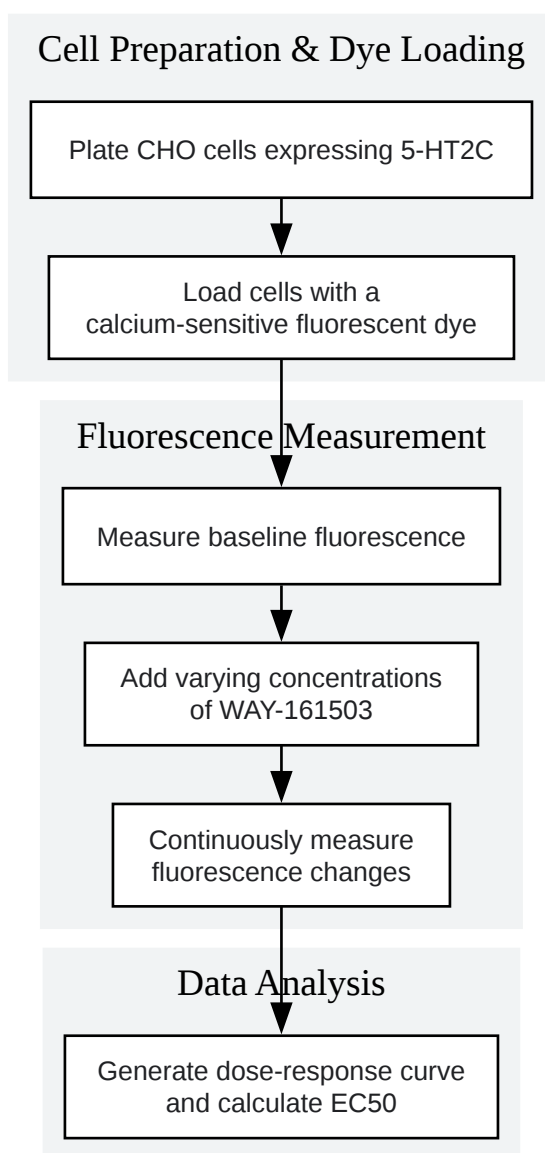 Cell Preparation & Dye Loading
Plate CHO cells expressing 5-HT2C
Load cells with a
calcium-sensitive fluorescent dye
Fluorescence Measurement
Measure baseline fluorescence
Add varying concentrations
of WAY-161503
Continuously measure
fluorescence changes
Data Analysis
Generate dose-response curve
and calculate EC50